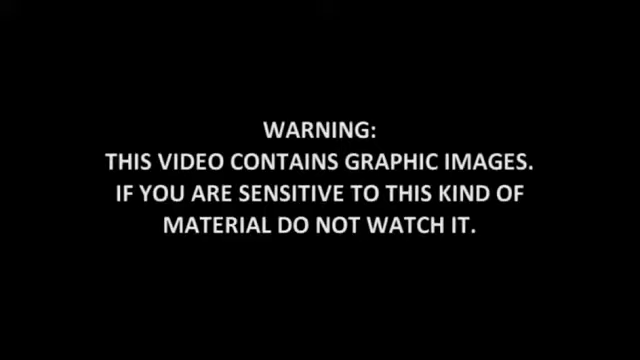 WARNING:
THIS VIDEO CONTAINS GRAPHIC IMAGES.
IF YOU ARE SENSITIVE TO THIS KIND OF
MATERIAL DO NOT WATCH IT.